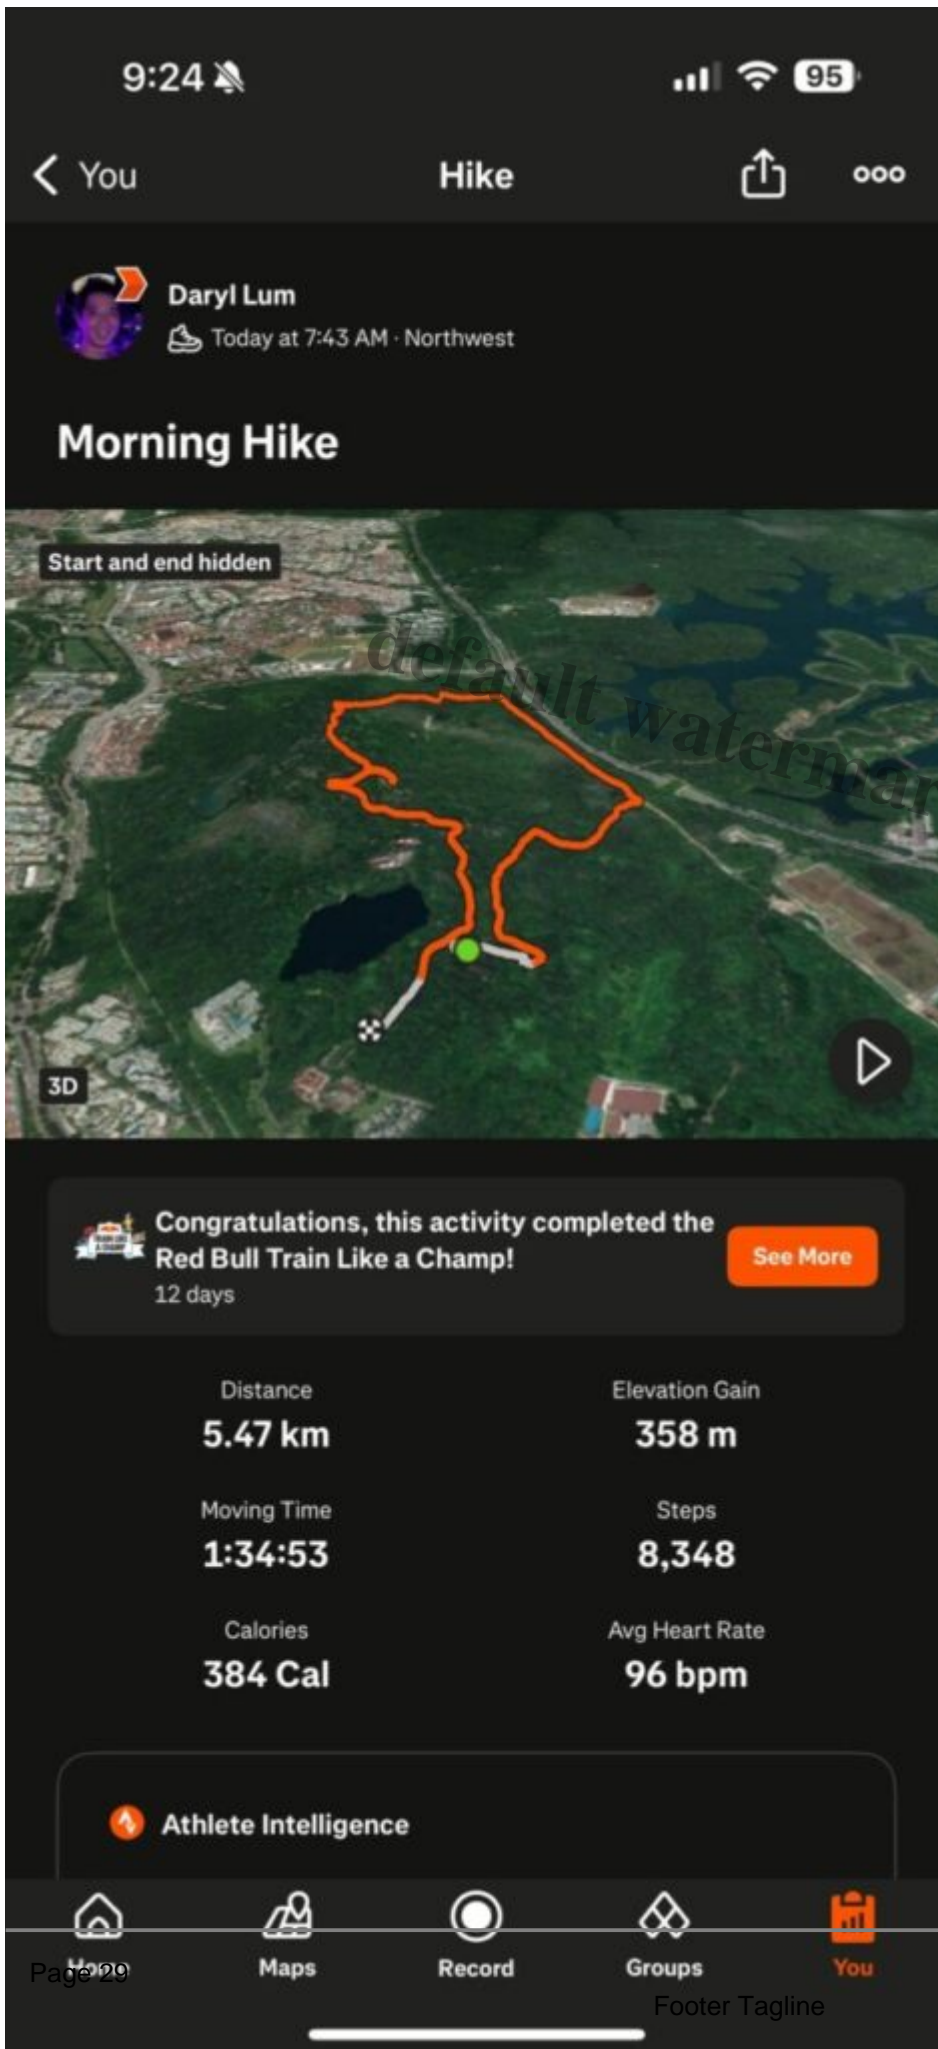 9:24
95
You
Hike
Daryl Lum
Today at 7:43 AM · Northwest
Morning Hike
Start and end hidden
default watermar
3D
Congratulations, this activity completed the
Red Bull Train Like a Champ!
See More
12 days
Distance
Elevation Gain
5.47 km
358 m
Moving Time
Steps
1:34:53
8,348
Calories
Avg Heart Rate
384 Cal
96 bpm
Athlete Intelligence
Home
Maps
Record
Groups
You
Page 29
Footer Tagline